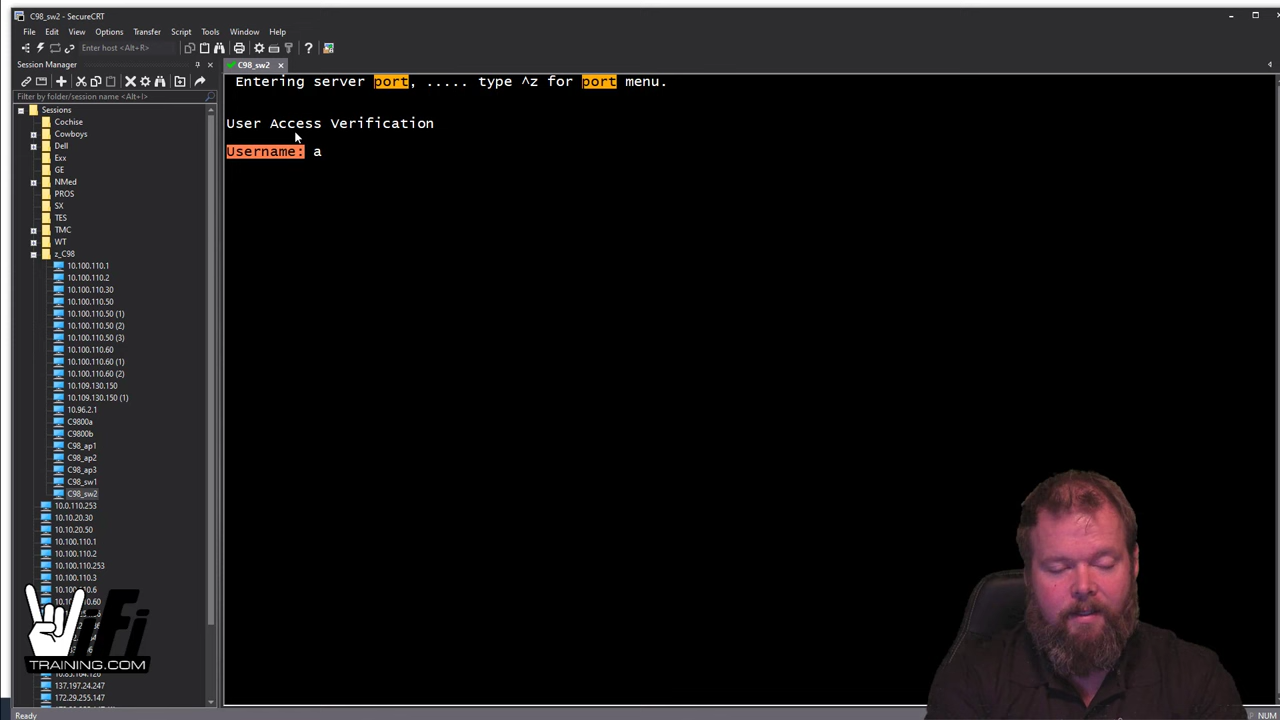 C98_sw2 - SecureCRT
File Edit View Options Transfer Script Tools Window Help
Enter host <Alt+R>
Session Manager
C98_sw2
Filter by folder/session name <Alt+I>
Sessions
Cochise
Cowboys
Dell
Exx
GE
NMed
PROS
SX
TES
TMC
WT
z_C98
10.100.110.1
10.100.110.2
10.100.110.30
10.100.110.50
10.100.110.50 (1)
10.100.110.50 (2)
10.100.110.50 (3)
10.100.110.60
10.100.110.60 (1)
10.100.110.60 (2)
10.109.130.150
10.109.130.150 (1)
10.96.2.1
C9800a
C9800b
C98_ap1
C98_ap2
C98_ap3
C98_sw1
C98_sw2
10.0.110.253
10.10.20.30
10.10.20.50
10.100.110.1
10.100.110.2
10.100.110.253
10.100.110.3
10.100.110.6
137.197.24.247
172.29.255.147
Entering server port, ..... type ^z for port menu.
User Access Verification
Username: a
WiFi
TRAINING.COM
Ready
NUM